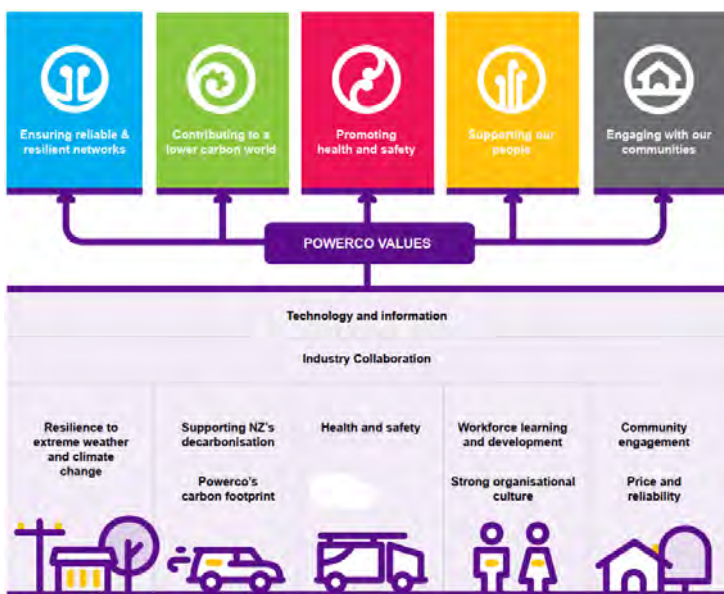 Ensuring reliable &
resilient networks
Contributing to a
lower carbon world
Promoting
health and safety
Supporting our
people
Engaging with our
communities
POWERCO VALUES
Technology and information
Industry Collaboration
Resilience to
extreme weather
and climate
change
Supporting NZ's
decarbonisation
Powerco's
carbon footprint
Health and safety
Workforce learning
and development
Strong organisational
culture
Community
engagement
Price and
reliability